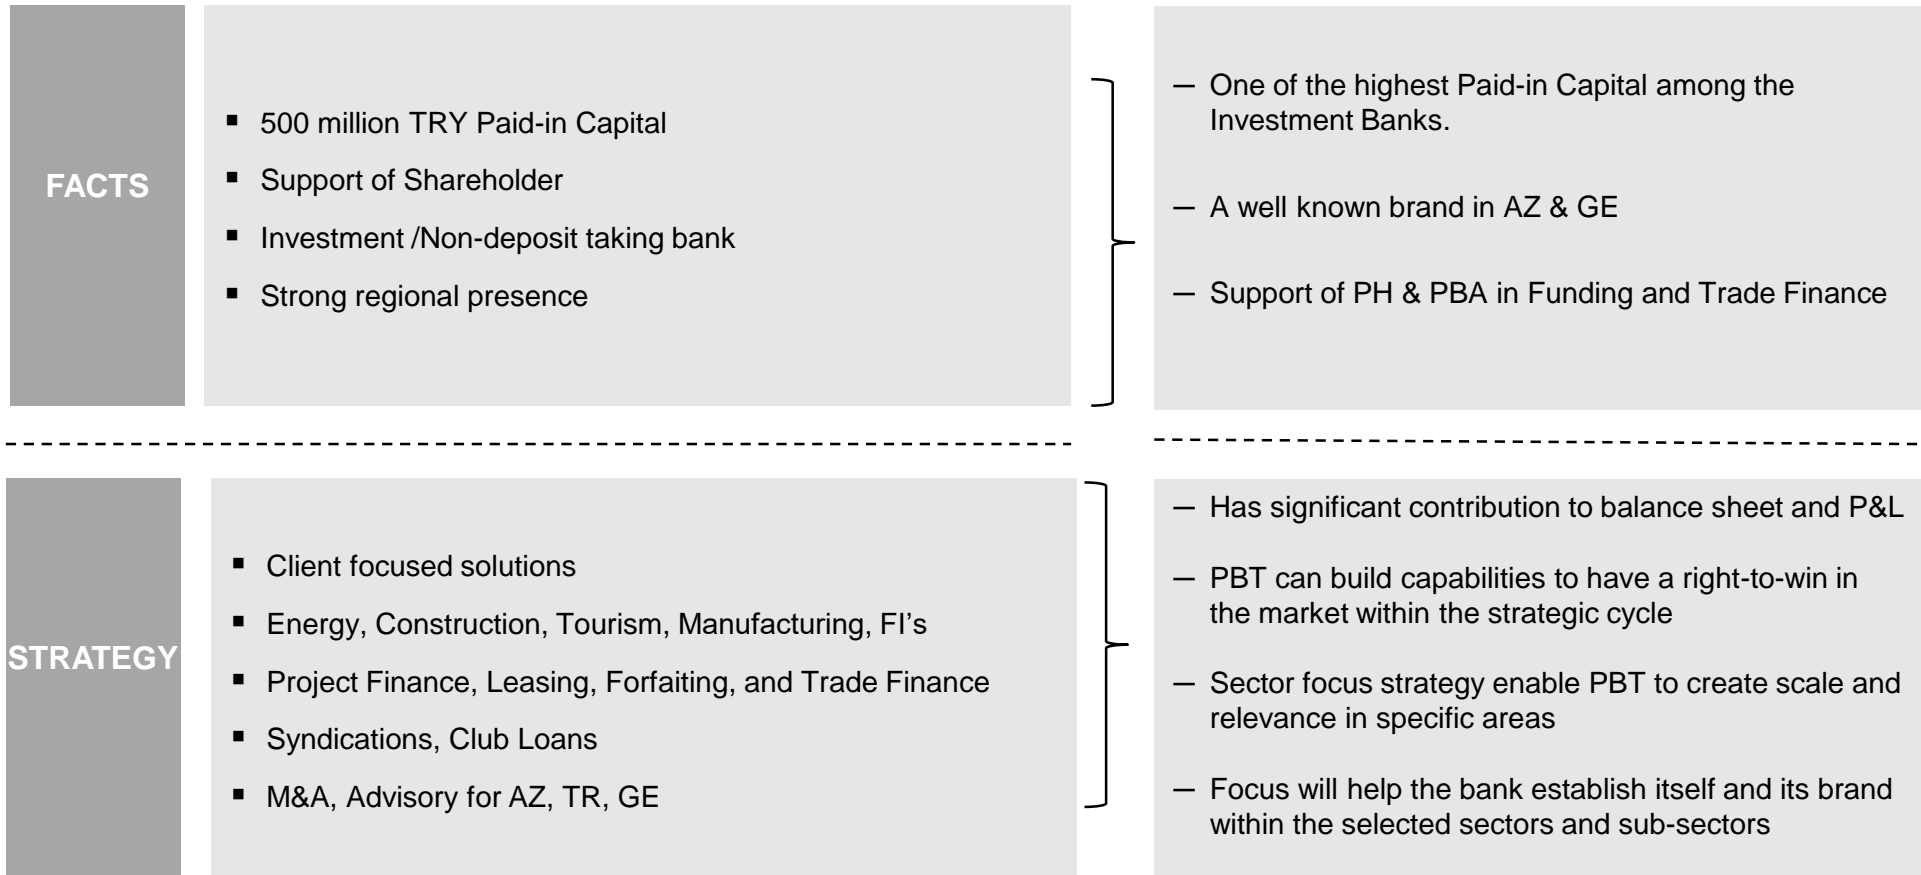 FACTS
▪ 500 million TRY Paid-in Capital
▪ Support of Shareholder
▪ Investment /Non-deposit taking bank
▪ Strong regional presence
— One of the highest Paid-in Capital among the
Investment Banks.
— A well known brand in AZ & GE
— Support of PH & PBA in Funding and Trade Finance
STRATEGY
▪ Client focused solutions
▪ Energy, Construction, Tourism, Manufacturing, FI’s
▪ Project Finance, Leasing, Forfaiting, and Trade Finance
▪ Syndications, Club Loans
▪ M&A, Advisory for AZ, TR, GE
— Has significant contribution to balance sheet and P&L
— PBT can build capabilities to have a right-to-win in
the market within the strategic cycle
— Sector focus strategy enable PBT to create scale and
relevance in specific areas
— Focus will help the bank establish itself and its brand
within the selected sectors and sub-sectors